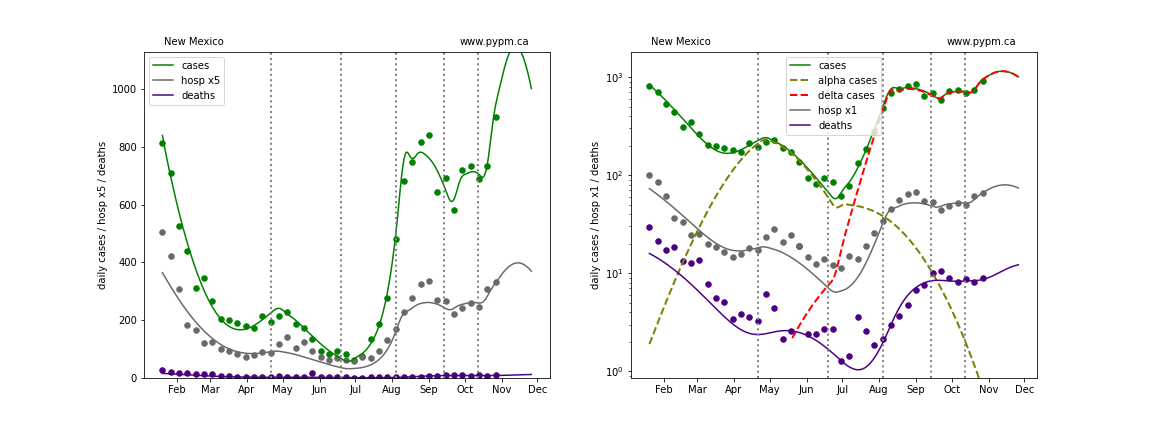 New Mexico www.pypm.ca
cases
hosp x5
deaths
daily cases / hosp x5 / deaths
1000
800
600
400
200
0
Feb Mar Apr May Jun Jul Aug Sep Oct Nov Dec
New Mexico www.pypm.ca
cases
alpha cases
delta cases
hosp x1
deaths
daily cases / hosp x1 / deaths
10³
10²
10¹
10⁰
Feb Mar Apr May Jun Jul Aug Sep Oct Nov Dec